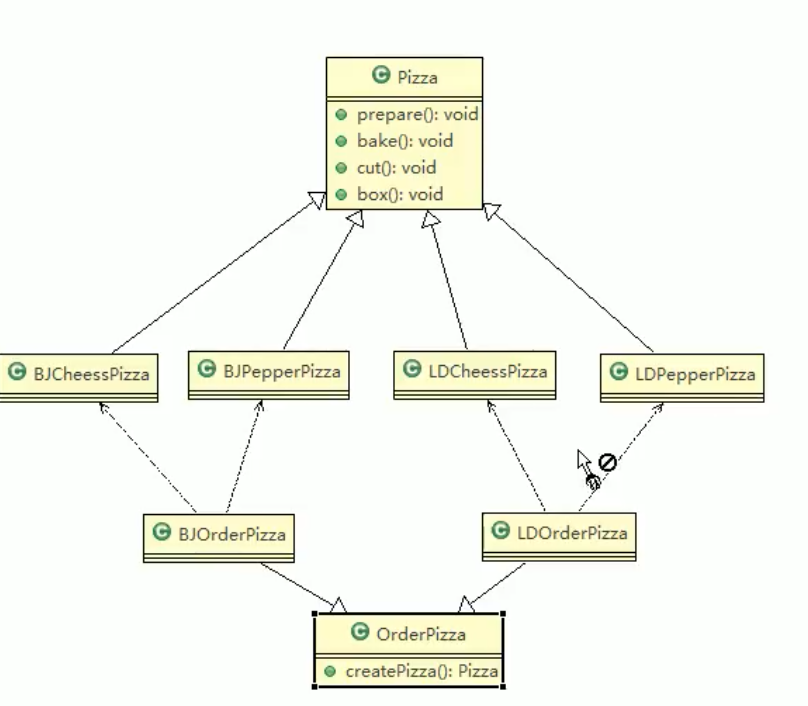 Pizza
prepare(): void
bake(): void
cut(): void
box(): void
BJCheessPizza
BJPepperPizza
LDCheessPizza
LDPepperPizza
BJOrderPizza
LDOrderPizza
OrderPizza
createPizza(): Pizza